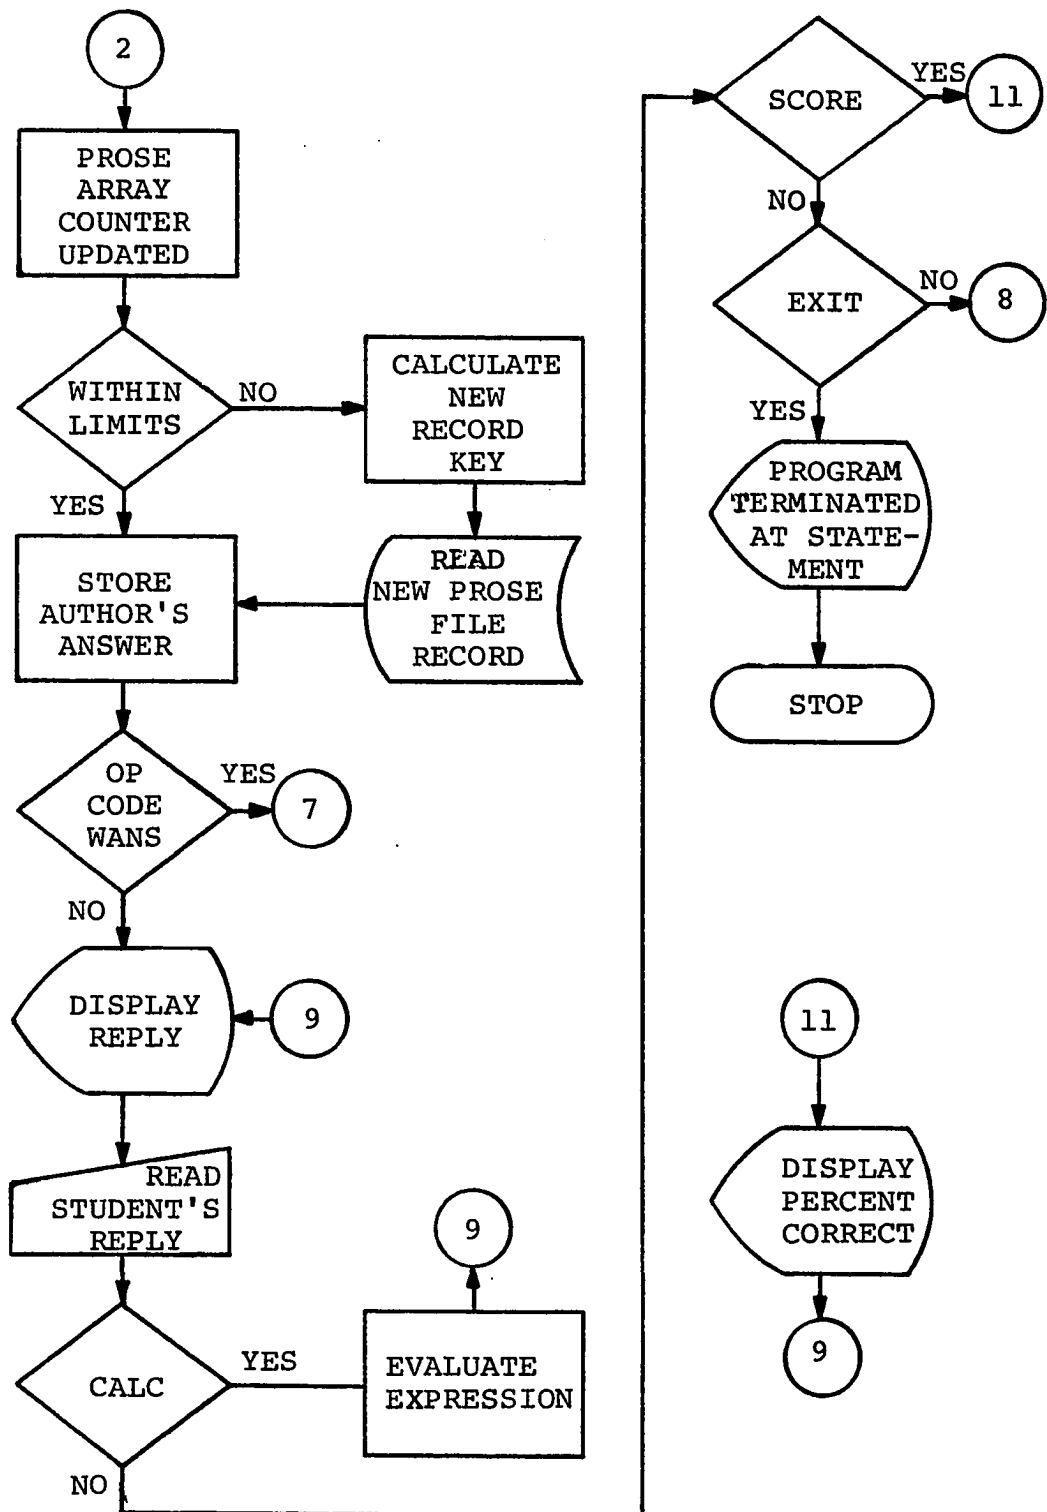 2
PROSE
ARRAY
COUNTER
UPDATED
WITHIN
LIMITS
NO
CALCULATE
NEW
RECORD
KEY
YES
STORE
AUTHOR'S
ANSWER
READ
NEW PROSE
FILE
RECORD
OP
CODE
WANS
YES
7
NO
DISPLAY
REPLY
9
READ
STUDENT'S
REPLY
9
CALC
YES
EVALUATE
EXPRESSION
NO
SCORE
YES
11
NO
EXIT
NO
8
YES
PROGRAM
TERMINATED
AT STATE-
MENT
STOP
11
DISPLAY
PERCENT
CORRECT
9